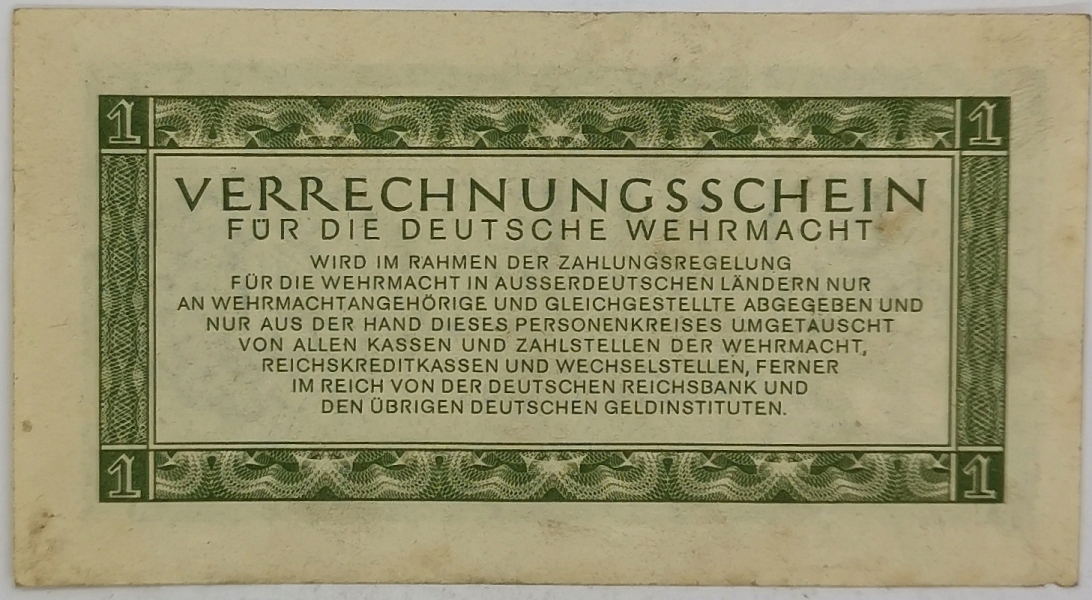 1 1
VERRECHNUNGSSCHEIN
FÜR DIE DEUTSCHE WEHRMACHT
WIRD IM RAHMEN DER ZAHLUNGSREGELUNG
FÜR DIE WEHRMACHT IN AUSSERDEUTSCHEN LÄNDERN NUR
AN WEHRMACHTANGEHÖRIGE UND GLEICHGESTELLTE ABGEGEBEN UND
NUR AUS DER HAND DIESES PERSONENKREISES UMGETAUSCHT
VON ALLEN KASSEN UND ZAHLSTELLEN DER WEHRMACHT,
REICHSKREDITKASSEN UND WECHSELSTELLEN, FERNER
IM REICH VON DER DEUTSCHEN REICHSBANK UND
DEN ÜBRIGEN DEUTSCHEN GELDINSTITUTEN.
1 1